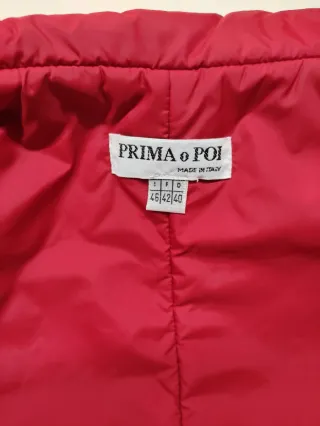 PRIMA o POI
MADE IN ITALY
I F D
46 42 40